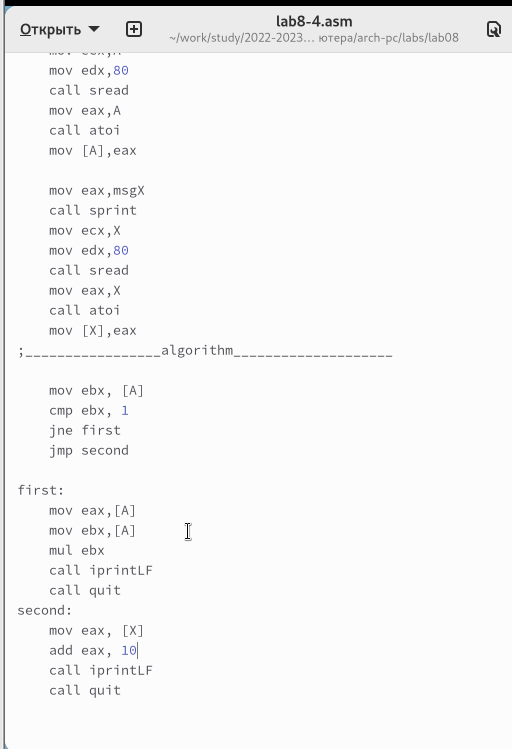 Открыть
lab8-4.asm
~/work/study/2022-2023... ютера/arch-pc/labs/lab08
mov edx,80
call sread
mov eax,A
call atoi
mov [A],eax
mov eax,msgX
call sprint
mov ecx,X
mov edx,80
call sread
mov eax,X
call atoi
mov [X],eax
;_________________algorithm____________________
mov ebx, [A]
cmp ebx, 1
jne first
jmp second
first:
mov eax,[A]
mov ebx,[A]
mul ebx
call iprintLF
call quit
second:
mov eax, [X]
add eax, 10
call iprintLF
call quit